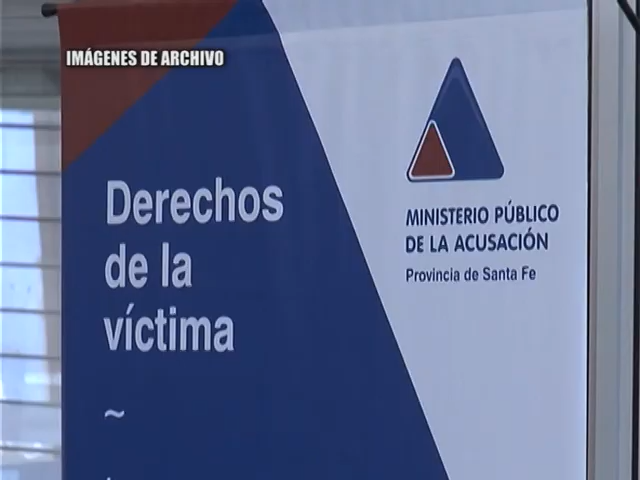 IMÁGENES DE ARCHIVO
Derechos
de la
víctima
~
MINISTERIO PÚBLICO
DE LA ACUSACIÓN
Provincia de Santa Fe